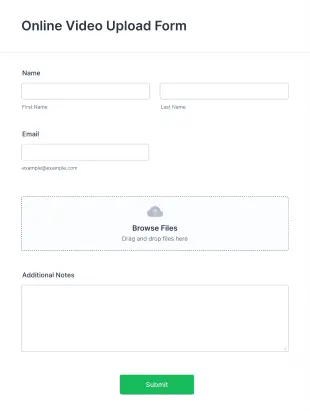 Online Video Upload Form
Name
First Name
Last Name
Email
example@example.com
Browse Files
Drag and drop files here
Additional Notes
Submit